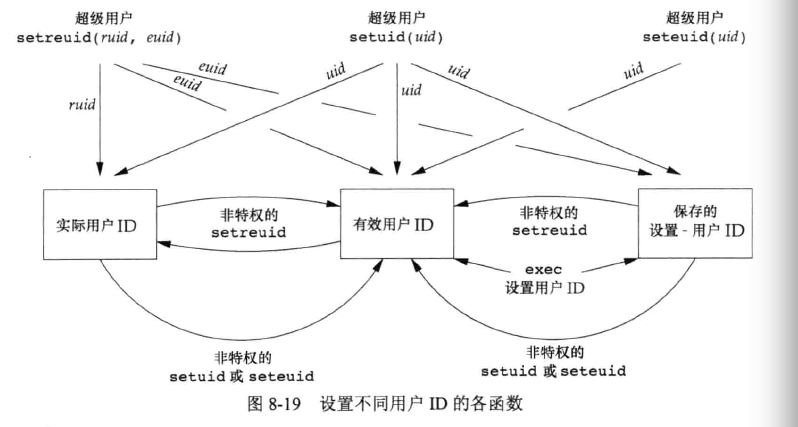 超级用户
setreuid(ruid, euid)
超级用户
setuid(uid)
超级用户
seteuid(uid)
ruid
euid
euid
uid
uid
uid
uid
实际用户 ID
非特权的
setreuid
有效用户 ID
非特权的
setreuid
保存的
设置-用户 ID
exec
设置用户 ID
非特权的
setuid 或 seteuid
非特权的
setuid 或 seteuid
图 8-19 设置不同用户 ID 的各函数